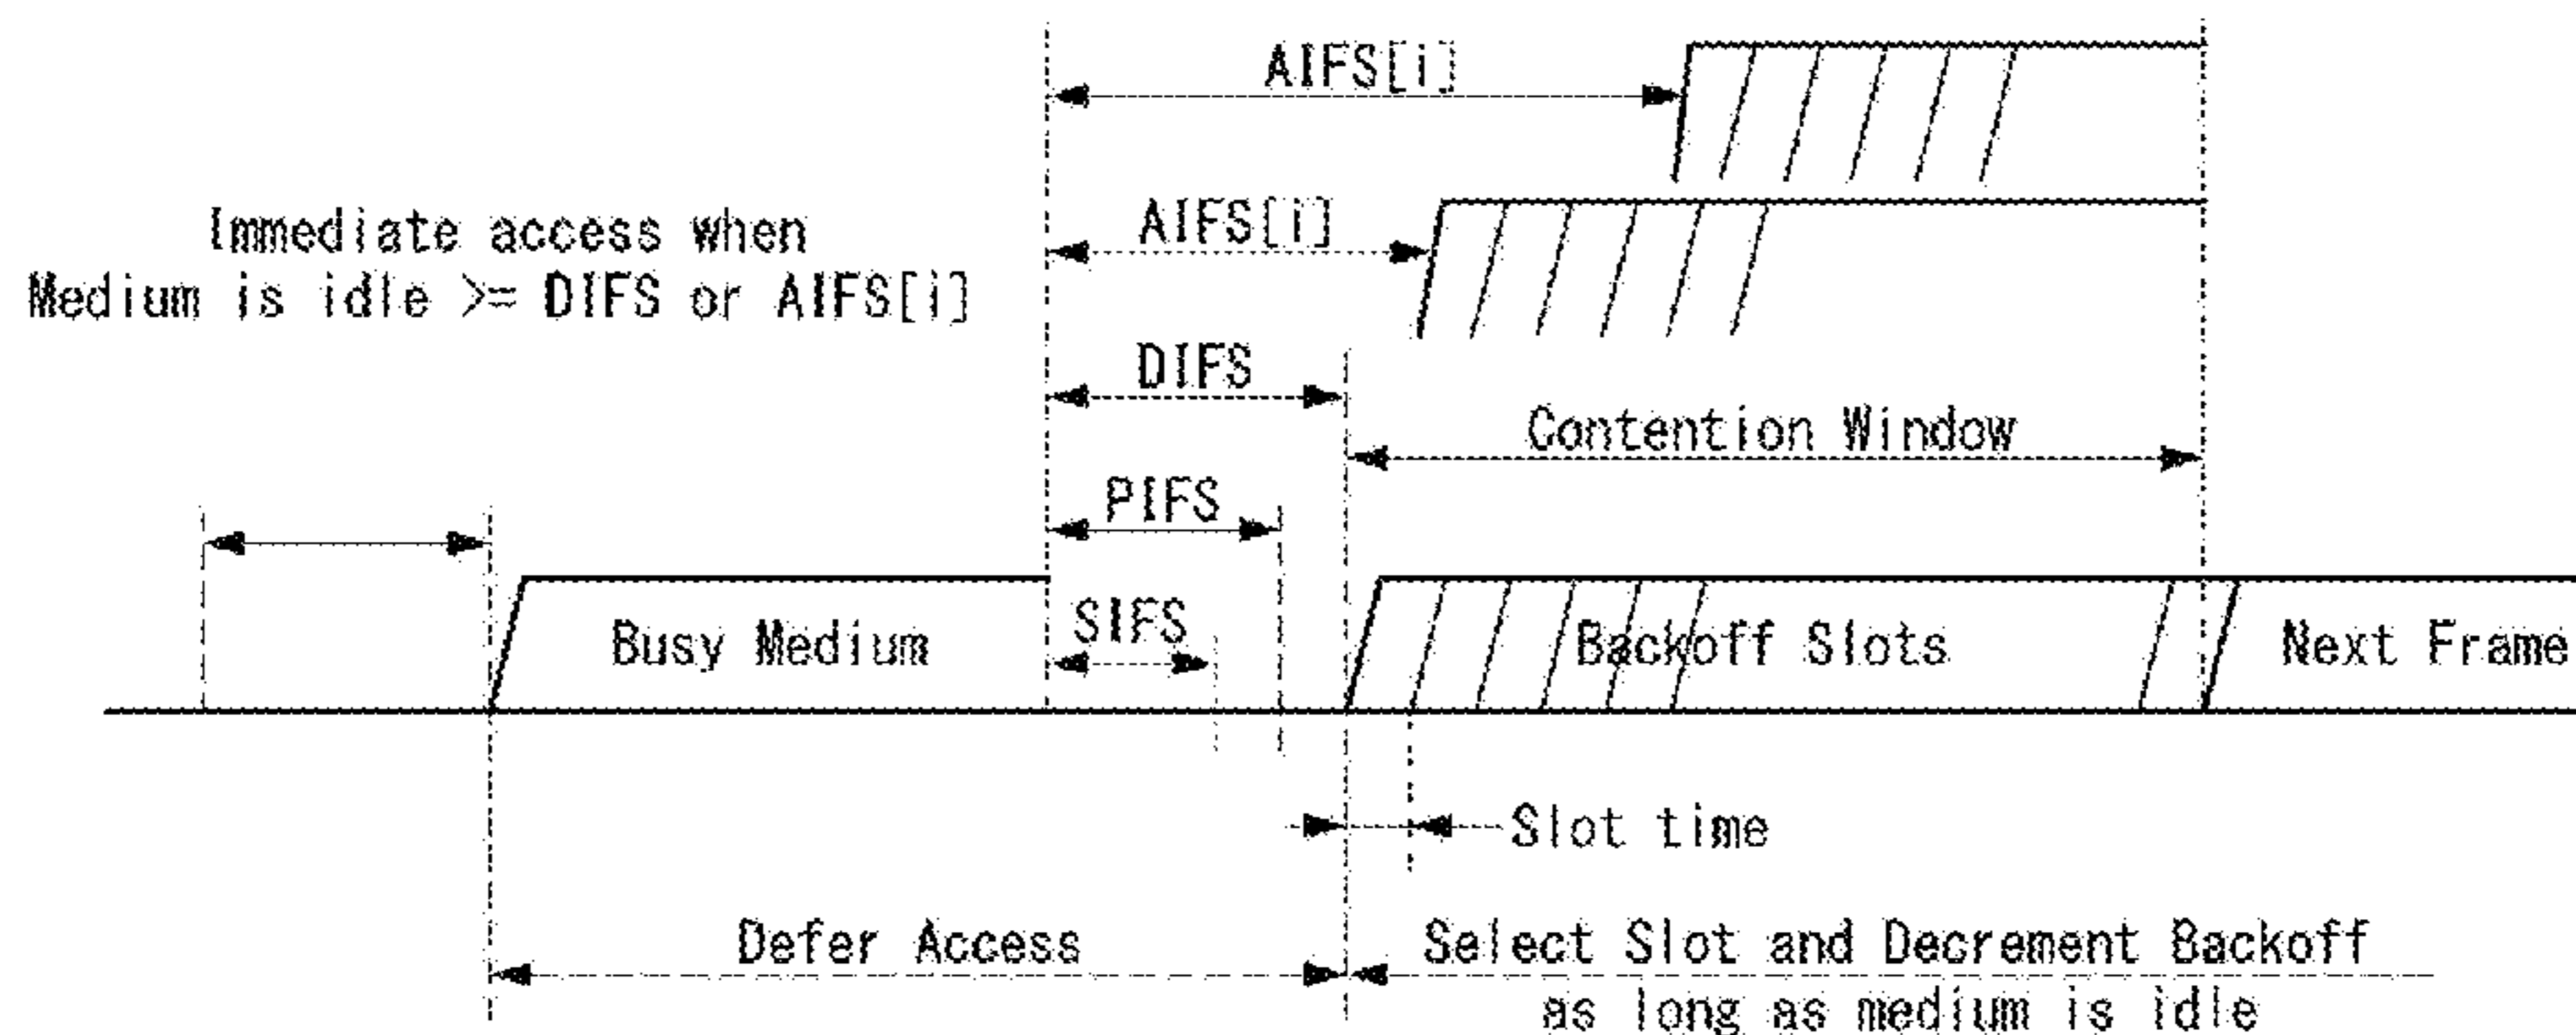 AIFS[i]
Immediate access when
Medium is idle >= DIFS or AIFS[i]
AIFS[i]
DIFS
Contention Window
PIFS
SIFS
Busy Medium
Backoff Slots
Next Frame
Slot time
Defer Access
Select Slot and Decrement Backoff
as long as medium is idle